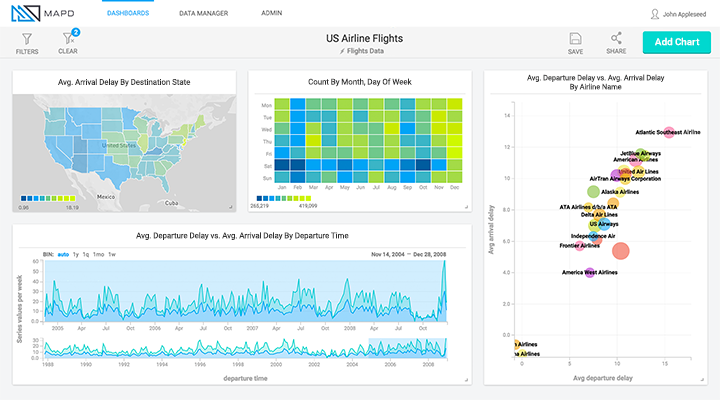 MAPD
DASHBOARDS
DATA MANAGER
ADMIN
John Appleseed
FILTERS
2
CLEAR
US Airline Flights
Flights Data
SAVE
SHARE
Add Chart
Avg. Arrival Delay By Destination State
United States
Mexico
Cuba
0.95
18.19
Count By Month, Day Of Week
Mon
Tue
Wed
Thu
Fri
Sat
Sun
Jan Feb Mar Apr May Jun Jul Aug Sep Oct Nov Dec
265,219
419,099
Avg. Departure Delay vs. Avg. Arrival Delay
By Airline Name
Avg arrival delay
14
12
10
8.0
6.0
4.0
2.0
0.0
Atlantic Southeast Airline
JetBlue Airways
American Airlines
United Air Lines
AirTran Airways Corporation
Alaska Airlines
ATA Airlines d/b/a ATA
Delta Air Lines
US Airways
Independence Air
Frontier Airlines
America West Airlines
Airlines
Airlines
0 5 10 15
Avg departure delay
Avg. Departure Delay vs. Avg. Arrival Delay By Departure Time
BIN: auto 1y 1q 1mo 1w
Nov 14, 2004 — Dec 28, 2008
Series values per week
60
50
40
30
20
10
0.0
2005 Apr Jul Oct 2006 Apr Jul Oct 2007 Apr Jul Oct 2008 Apr Jul Oct
30
20
10
0.0
1988 1990 1992 1994 1996 1998 2000 2002 2004 2006 2008
departure time